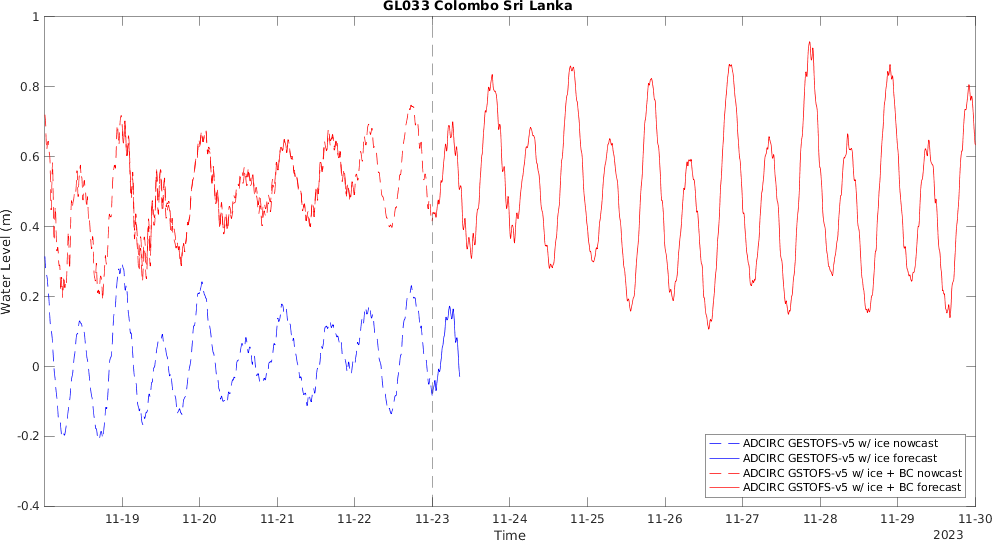 GL033 Colombo Sri Lanka
1
0.8
0.6
0.4
0.2
0
-0.2
-0.4
Water Level (m)
ADCIRC GESTOFS-v5 w/ ice nowcast
ADCIRC GESTOFS-v5 w/ ice forecast
ADCIRC GSTOFS-v5 w/ ice + BC nowcast
ADCIRC GSTOFS-v5 w/ ice + BC forecast
11-19 11-20 11-21 11-22 11-23 11-24 11-25 11-26 11-27 11-28 11-29 11-30
Time
2023